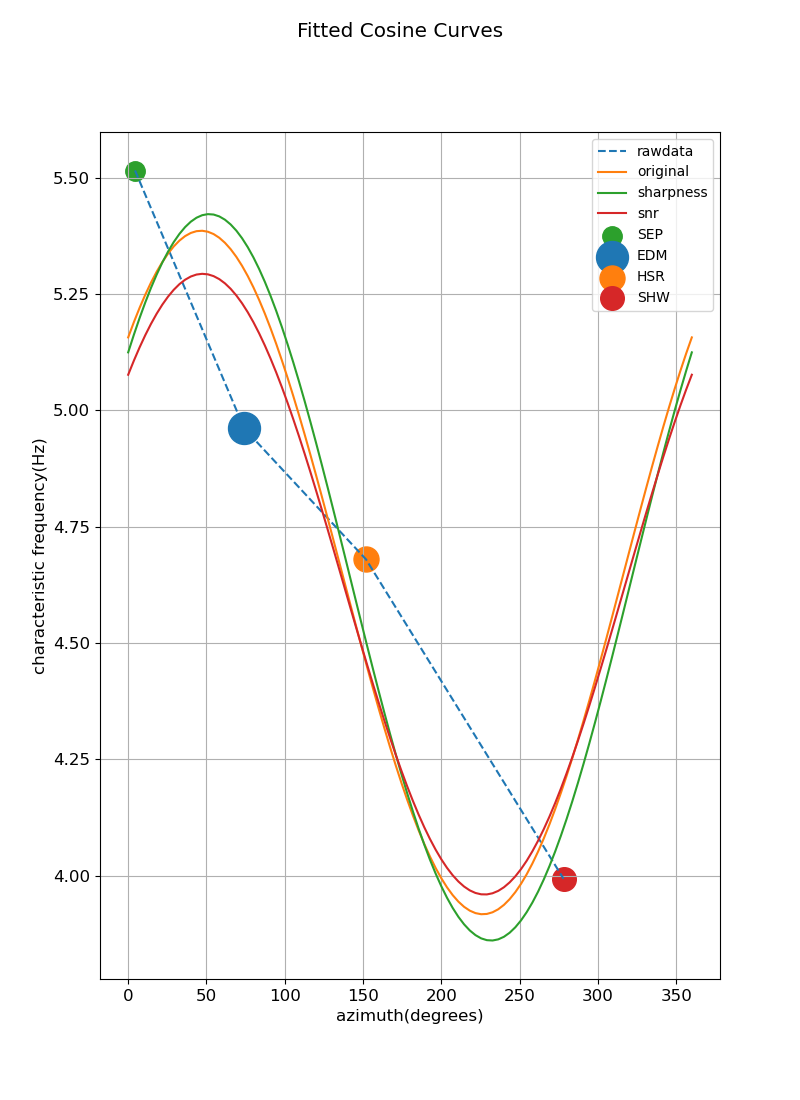 Fitted Cosine Curves
rawdata
original
sharpness
snr
SEP
EDM
HSR
SHW
5.50
5.25
5.00
4.75
4.50
4.25
4.00
characteristic frequency(Hz)
0 50 100 150 200 250 300 350
azimuth(degrees)